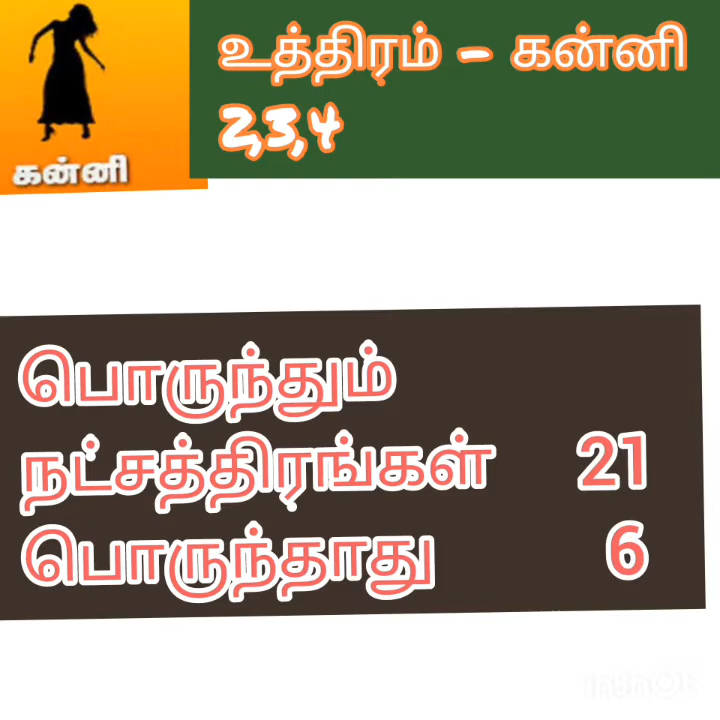 உத்திரம் – கன்னி
2,3,4
கன்னி
பொருந்தும்
நட்சத்திரங்கள் 21
பொருந்தாது 6